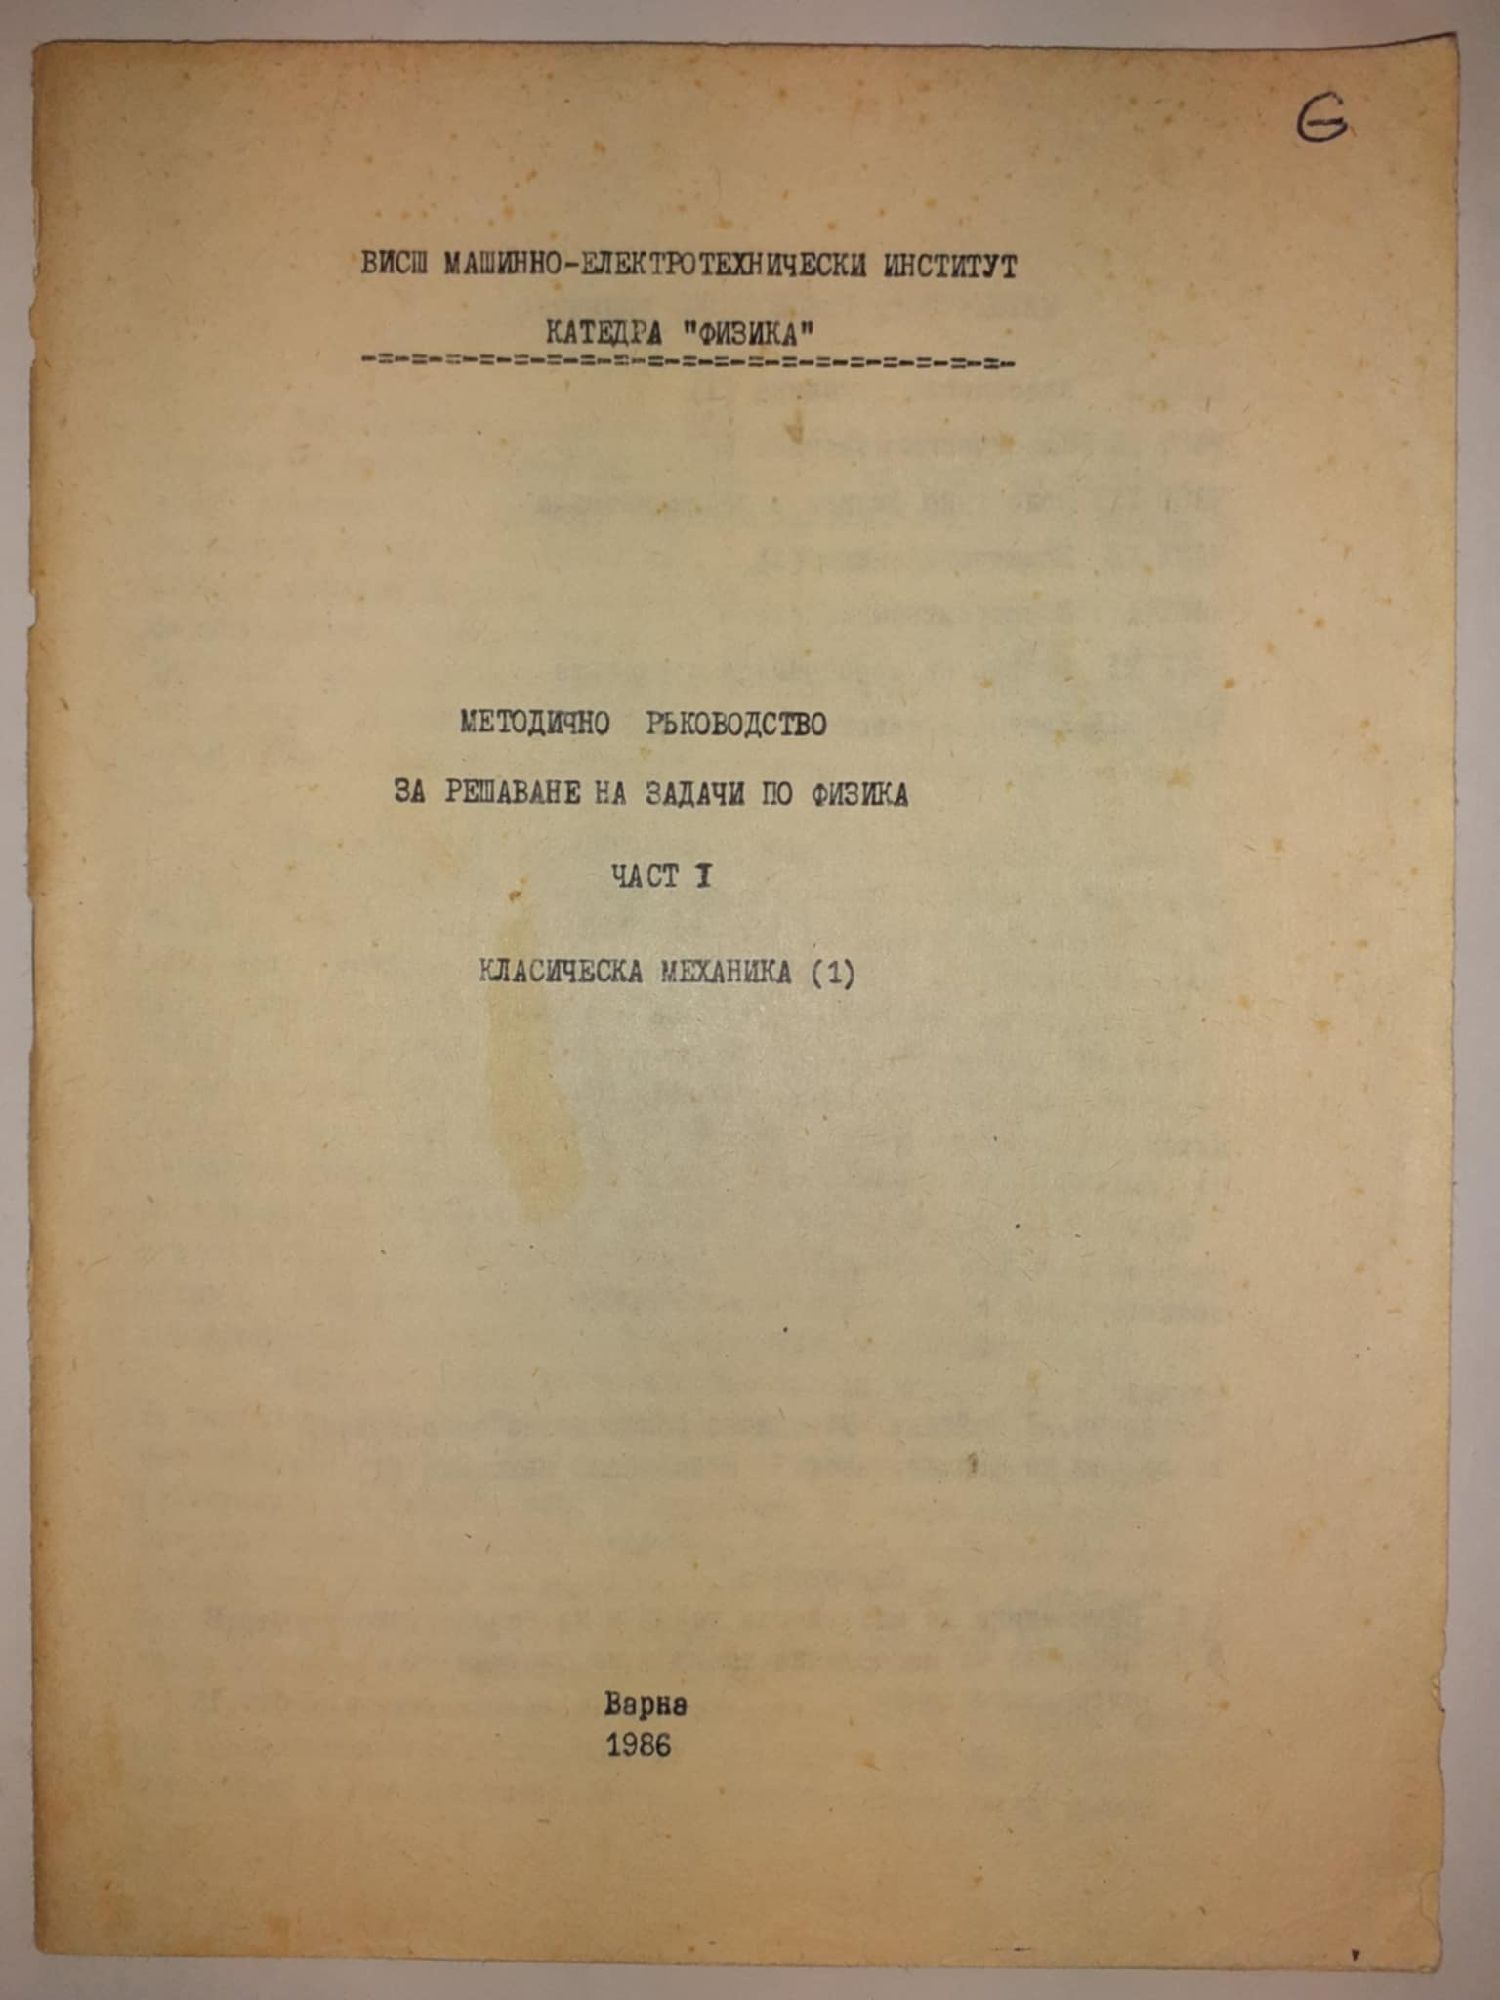 ВИСШ МАШИННО-ЕЛЕКТРОТЕХНИЧЕСКИ ИНСТИТУТ
КАТЕДРА "ФИЗИКА"
-=-=-=-=-=-=-=-=-=-=-=-=-=-=-=-=-=-=-=-
МЕТОДИЧНО РЬКОВОДСТВО
ЗА РЕШАВАНЕ НА ЗАДАЧИ ПО ФИЗИКА
ЧАСТ I
КЛАСИЧЕСКА МЕХАНИКА (1)
Варна
1986